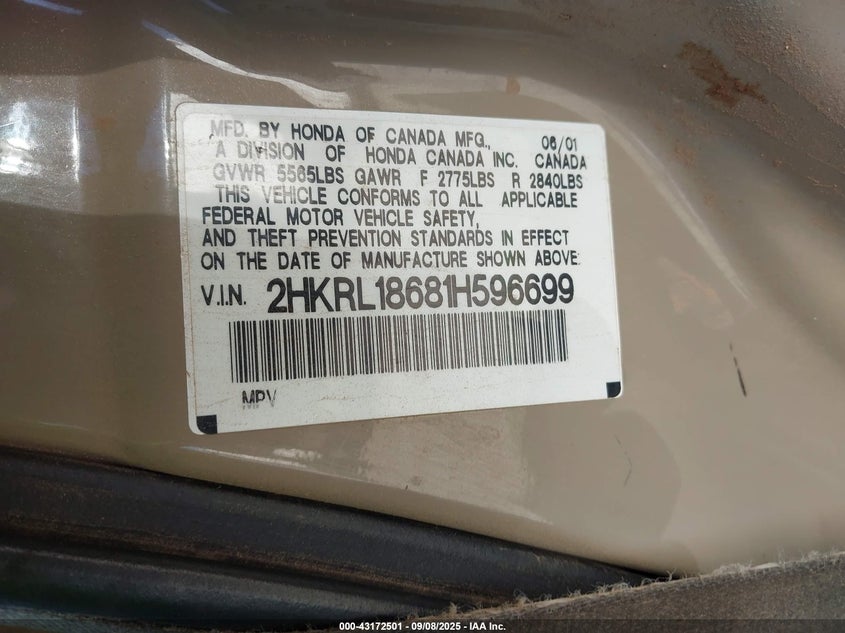 MFD. BY HONDA OF CANADA MFG., 06/01
A DIVISION OF HONDA CANADA INC. CANADA
GVWR 5565LBS GAWR F 2775LBS R 2840LBS
THIS VEHICLE CONFORMS TO ALL APPLICABLE
FEDERAL MOTOR VEHICLE SAFETY,
AND THEFT PREVENTION STANDARDS IN EFFECT
ON THE DATE OF MANUFACTURE SHOWN ABOVE
V.I.N. 2HKRL18681H596699
MPV
000-43172501 - 09/08/2025 - IAA Inc.